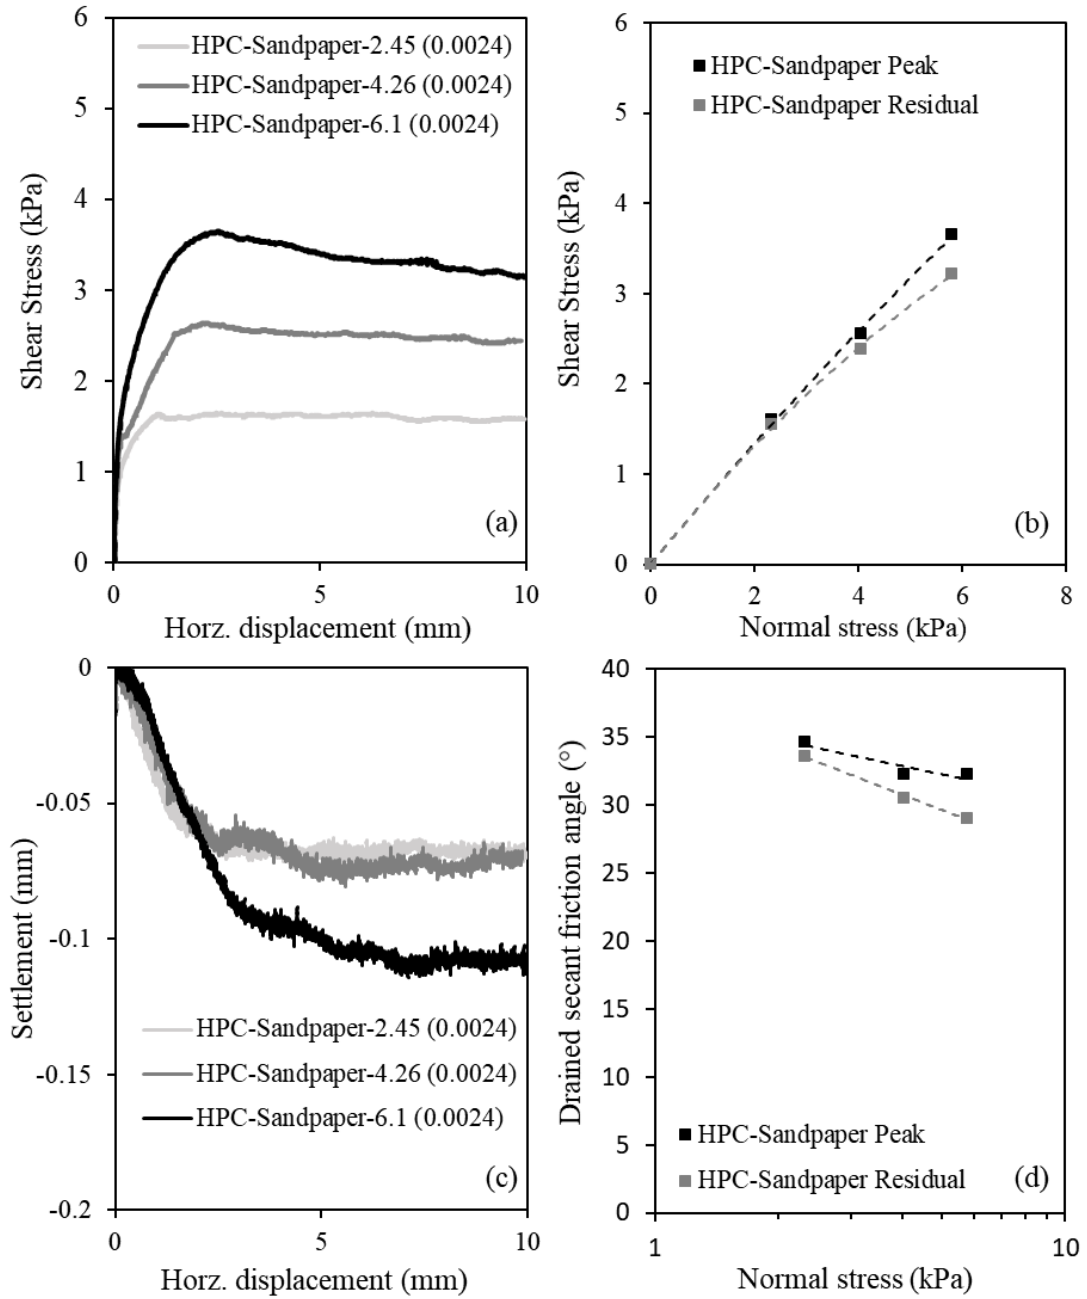 6
5
4
3
2
1
0
Shear Stress (kPa)
HPC-Sandpaper-2.45 (0.0024)
HPC-Sandpaper-4.26 (0.0024)
HPC-Sandpaper-6.1 (0.0024)
(a)
0 5 10
Horz. displacement (mm)
6
5
4
3
2
1
0
Shear Stress (kPa)
HPC-Sandpaper Peak
HPC-Sandpaper Residual
(b)
0 2 4 6 8
Normal stress (kPa)
0
-0.05
-0.1
-0.15
-0.2
Settlement (mm)
HPC-Sandpaper-2.45 (0.0024)
HPC-Sandpaper-4.26 (0.0024)
HPC-Sandpaper-6.1 (0.0024)
(c)
0 5 10
Horz. displacement (mm)
40
35
30
25
20
15
10
5
0
Drained secant friction angle (°)
HPC-Sandpaper Peak
HPC-Sandpaper Residual
(d)
1 10
Normal stress (kPa)